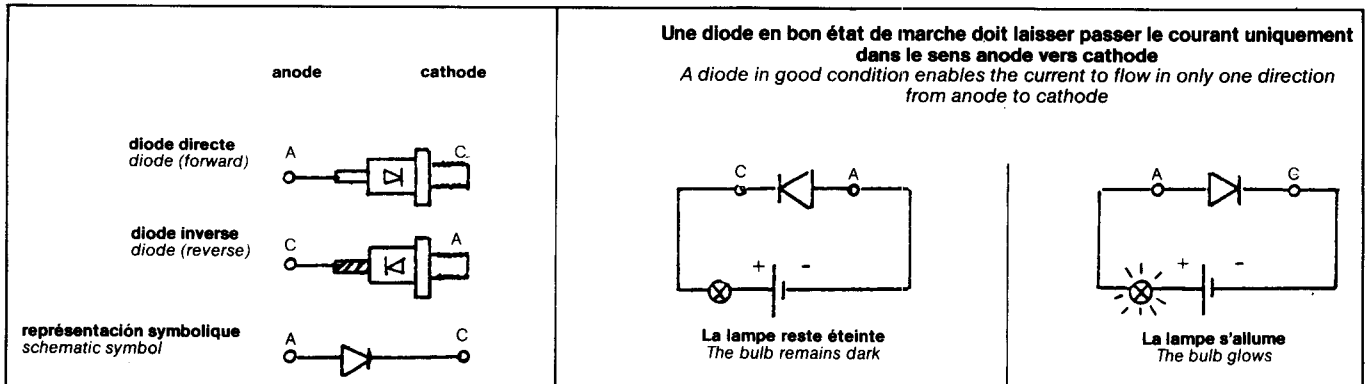 anode cathode
diode directe
diode (forward)
A C
diode inverse
diode (reverse)
C A
représentación symbolique
schematic symbol
A C
Une diode en bon état de marche doit laisser passer le courant uniquement
dans le sens anode vers cathode
A diode in good condition enables the current to flow in only one direction
from anode to cathode
C A
+ -
La lampe reste éteinte
The bulb remains dark
A C
+ -
La lampe s'allume
The bulb glows